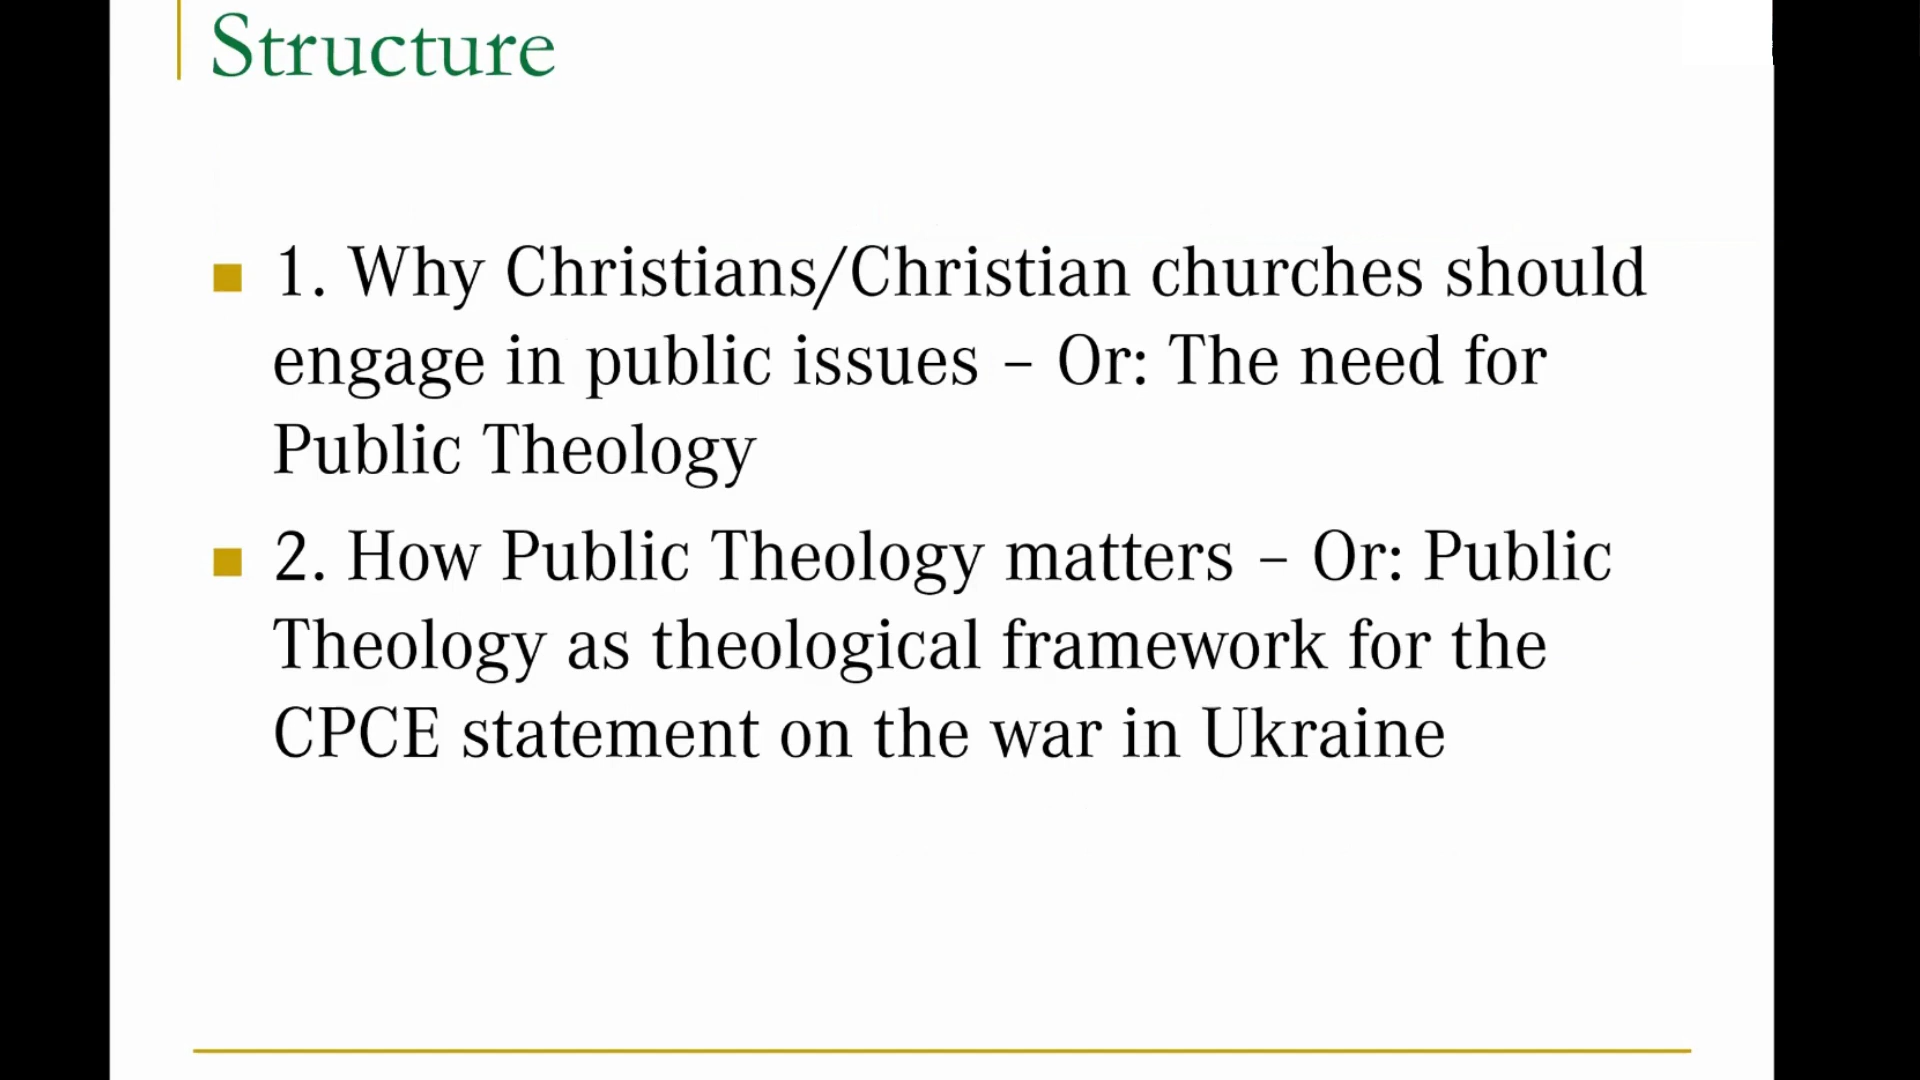 Structure
1. Why Christians/Christian churches should
engage in public issues – Or: The need for
Public Theology
2. How Public Theology matters – Or: Public
Theology as theological framework for the
CPCE statement on the war in Ukraine